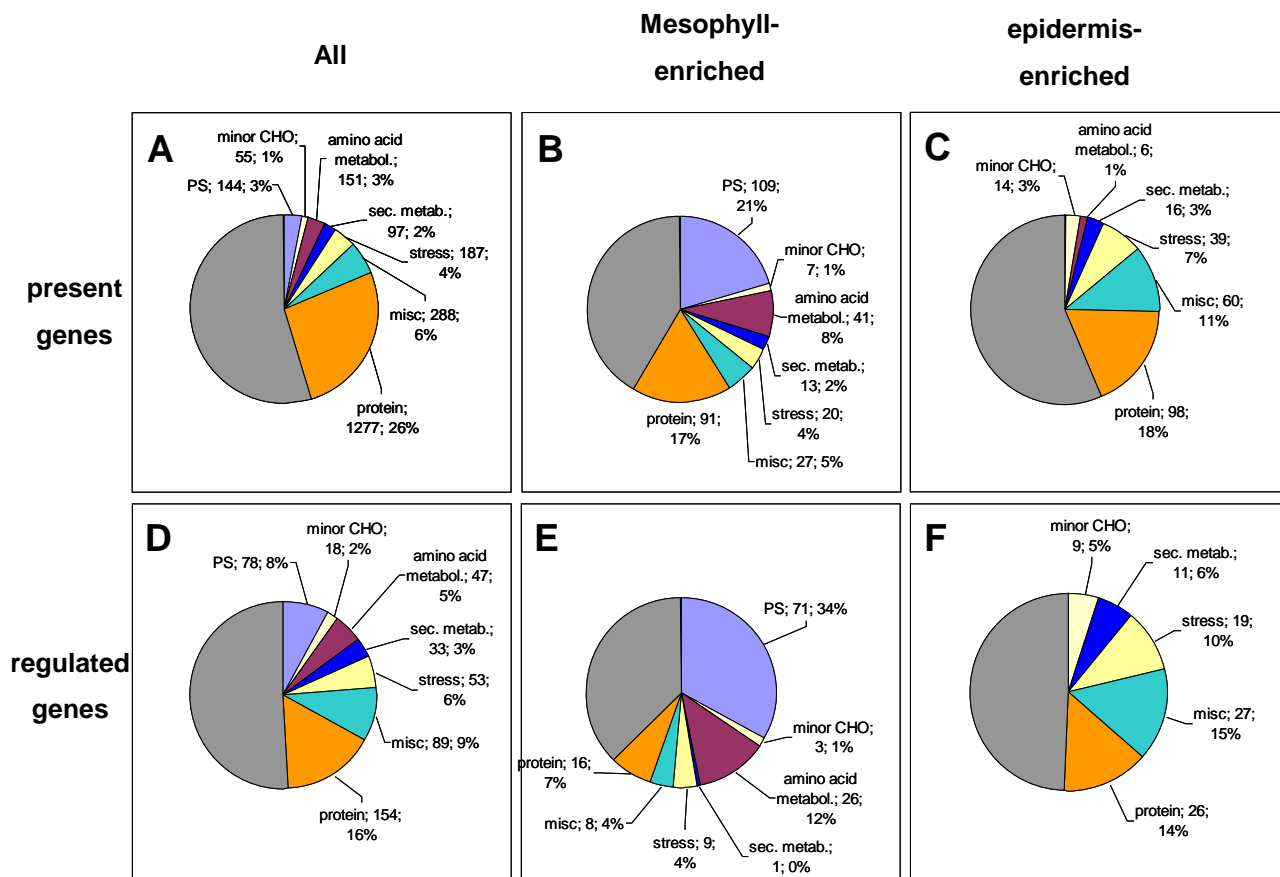 All
Mesophyll-
enriched
epidermis-
enriched
present
genes
A
minor CHO;
55; 1%
amino acid
metabol.;
151; 3%
PS; 144; 3%
sec. metab.;
97; 2%
stress; 187;
4%
misc; 288;
6%
protein;
1277; 26%
B
PS; 109;
21%
minor CHO;
7; 1%
amino acid
metabol.; 41;
8%
sec. metab.;
13; 2%
stress; 20;
4%
misc; 27; 5%
protein; 91;
17%
C
amino acid
metabol.; 6;
1%
minor CHO;
14; 3%
sec. metab.;
16; 3%
stress; 39;
7%
misc; 60;
11%
protein; 98;
18%
regulated
genes
D
minor CHO;
18; 2%
PS; 78; 8%
amino acid
metabol.; 47;
5%
sec. metab.;
33; 3%
stress; 53;
6%
misc; 89; 9%
protein; 154;
16%
E
PS; 71; 34%
minor CHO;
3; 1%
amino acid
metabol.; 26;
12%
sec. metab.;
1; 0%
stress; 9;
4%
misc; 8; 4%
protein; 16;
7%
F
minor CHO;
9; 5%
sec. metab.;
11; 6%
stress; 19;
10%
misc; 27;
15%
protein; 26;
14%